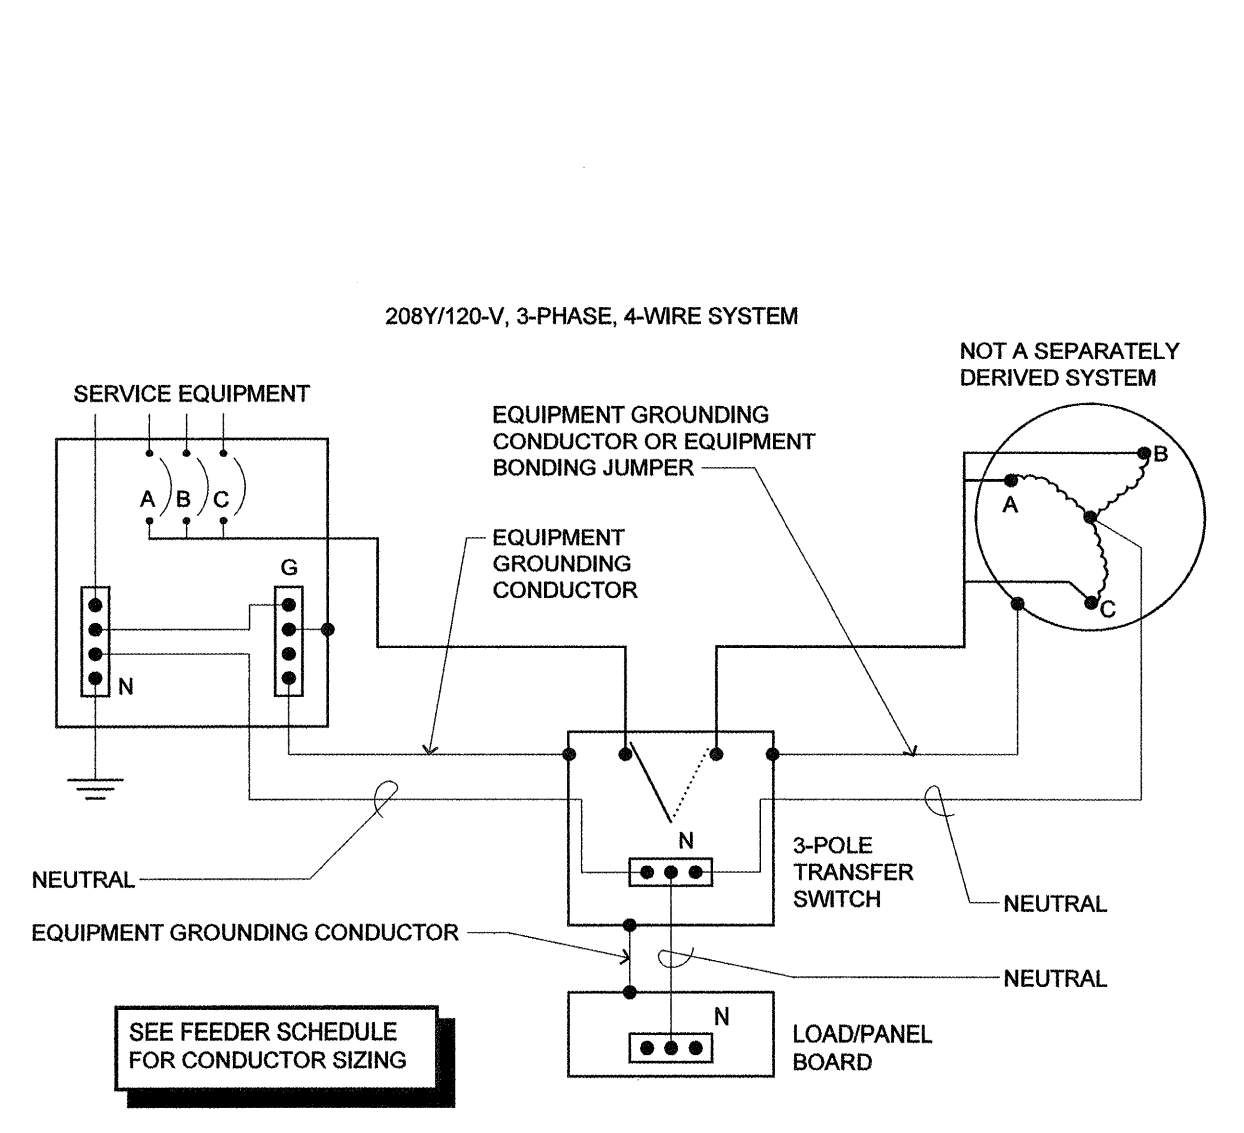 208Y/120-V, 3-PHASE, 4-WIRE SYSTEM
NOT A SEPARATELY
DERIVED SYSTEM
SERVICE EQUIPMENT
EQUIPMENT GROUNDING
CONDUCTOR OR EQUIPMENT
BONDING JUMPER
B
A
A B C
EQUIPMENT
GROUNDING
CONDUCTOR
G
C
N
N
3-POLE
TRANSFER
SWITCH
NEUTRAL
NEUTRAL
EQUIPMENT GROUNDING CONDUCTOR
NEUTRAL
N
SEE FEEDER SCHEDULE
FOR CONDUCTOR SIZING
LOAD/PANEL
BOARD